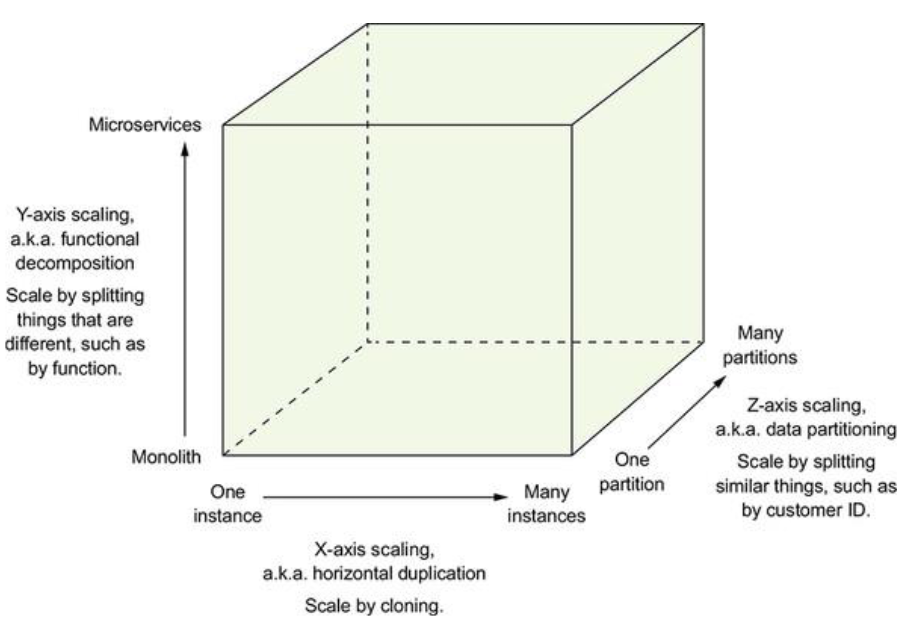 Microservices
Y-axis scaling,
a.k.a. functional
decomposition
Scale by splitting
things that are
different, such as
by function.
Monolith
One
instance
Many
instances
X-axis scaling,
a.k.a. horizontal duplication
Scale by cloning.
One
partition
Many
partitions
Z-axis scaling,
a.k.a. data partitioning
Scale by splitting
similar things, such as
by customer ID.